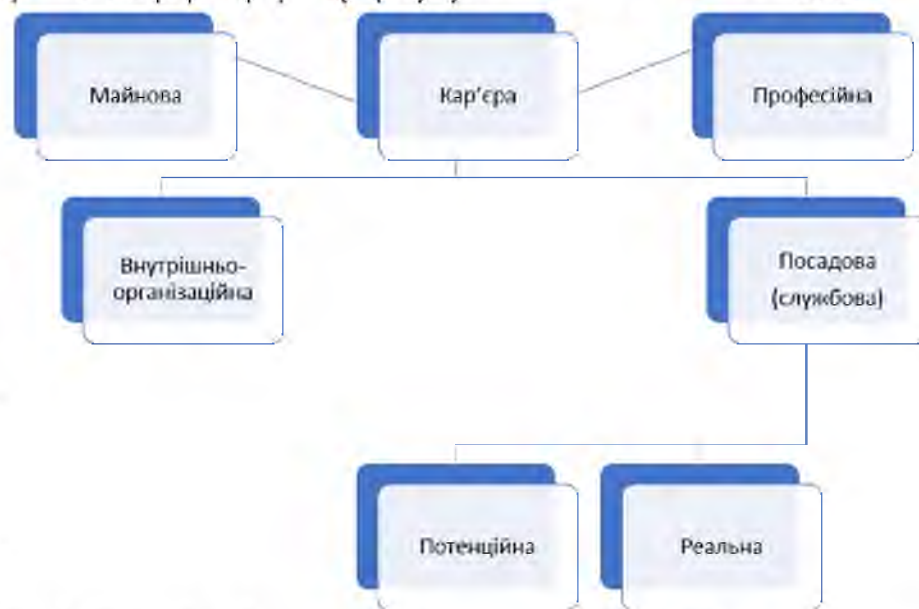 Майнова
Кар'єра
Професійна
Внутрішньо-
організаційна
Посадова
(службова)
Потенційна
Реальна